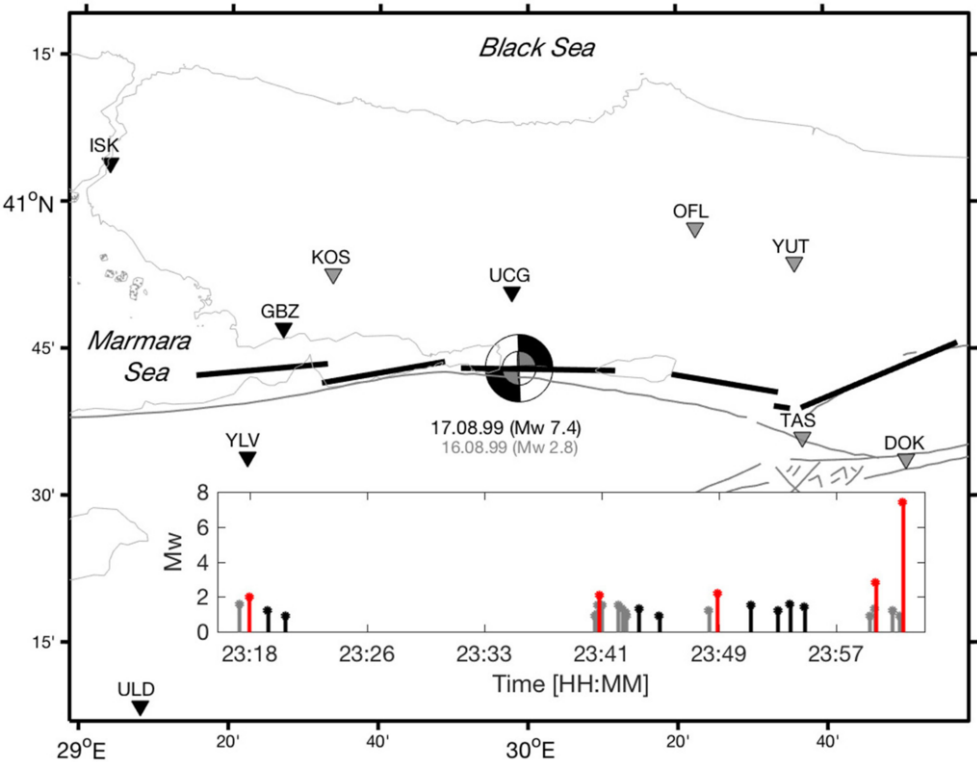 Black Sea
15'
ISK
41°N
OFL
YUT
KOS
UCG
GBZ
Marmara
Sea
45'
17.08.99 (Mw 7.4)
16.08.99 (Mw 2.8)
TAS
DOK
YLV
30'
8
6
4
2
0
Mw
23:18 23:26 23:33 23:41 23:49 23:57
Time [HH:MM]
15'
ULD
29°E 20' 40' 30°E 20' 40'